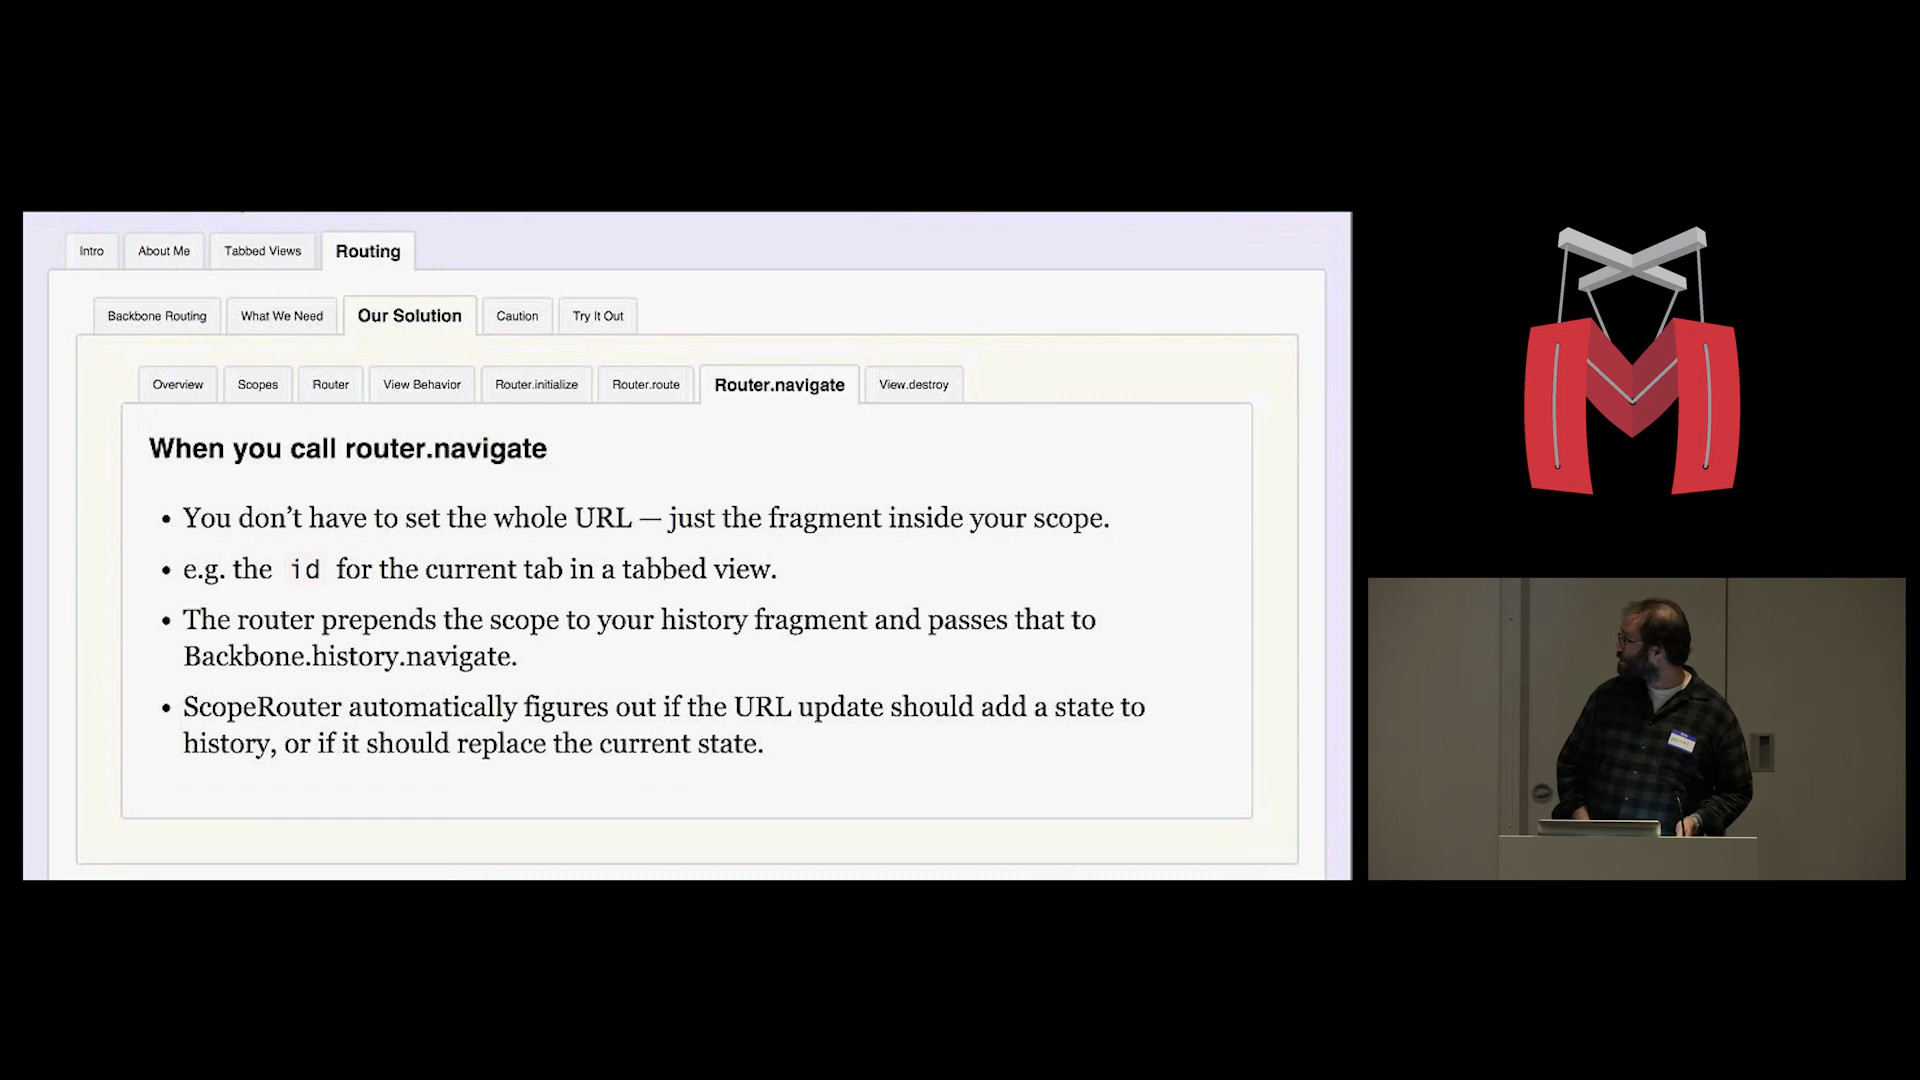 Intro About Me Tabbed Views Routing
Backbone Routing What We Need Our Solution Caution Try It Out
Overview Scopes Router View Behavior Router.initialize Router.route Router.navigate View.destroy
When you call router.navigate
• You don’t have to set the whole URL — just the fragment inside your scope.
• e.g. the id for the current tab in a tabbed view.
• The router prepends the scope to your history fragment and passes that to
Backbone.history.navigate.
• ScopeRouter automatically figures out if the URL update should add a state to
history, or if it should replace the current state.